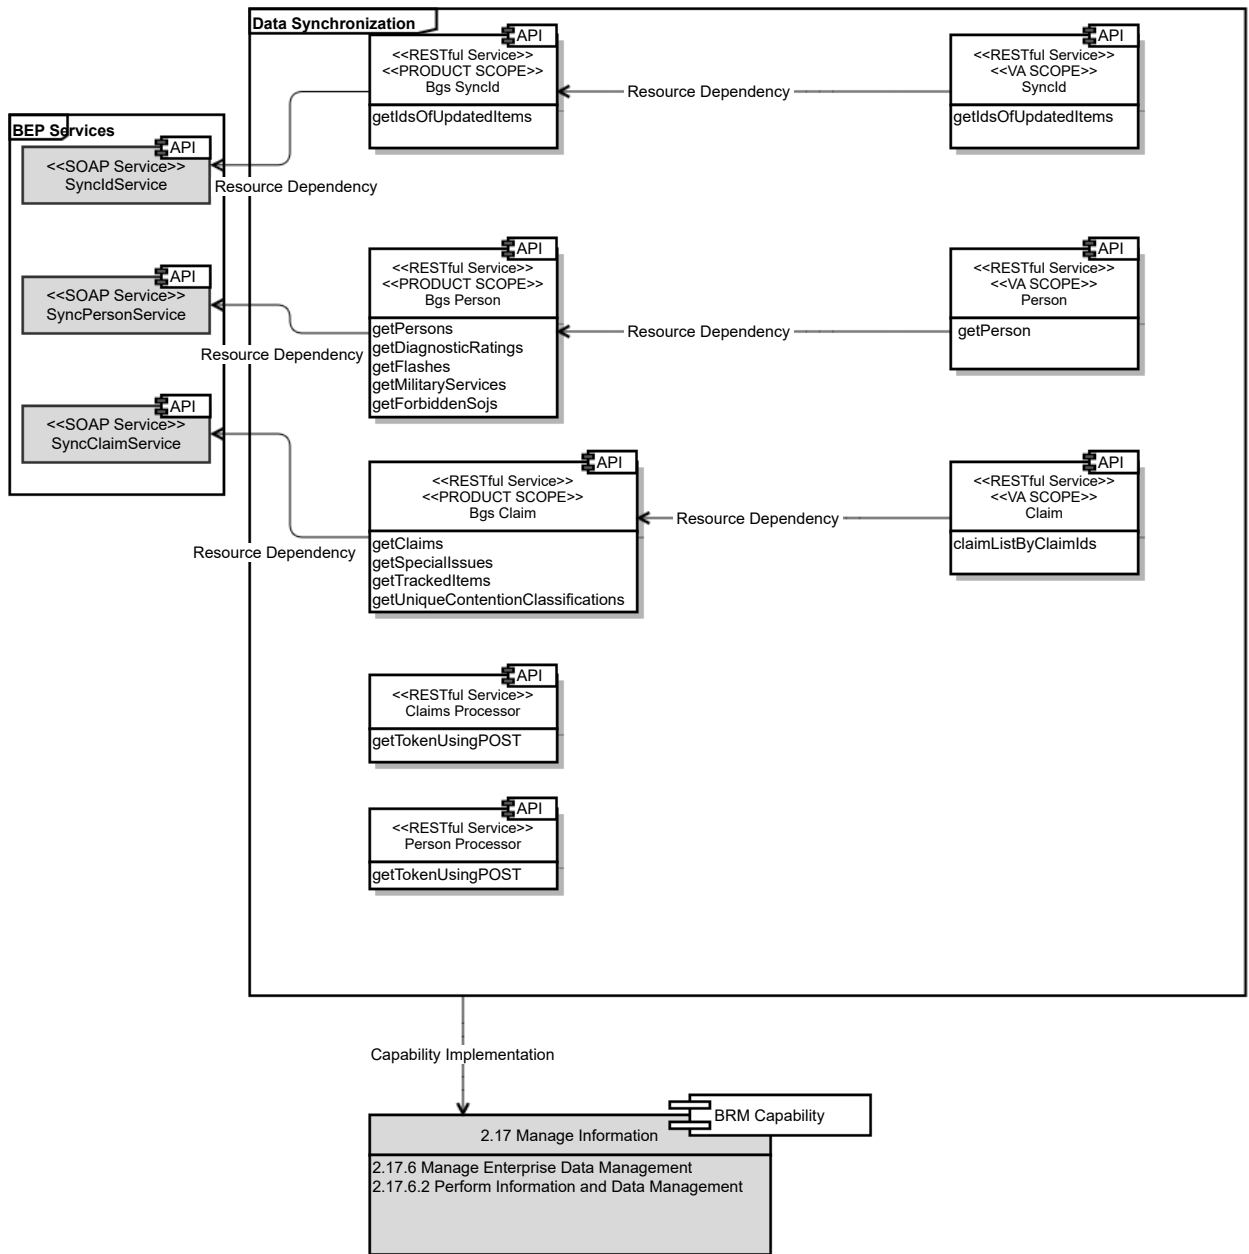 Data Synchronization
API
<<RESTful Service>>
<<PRODUCT SCOPE>>
Bgs SyncId
getIdsOfUpdatedItems
Resource Dependency
API
<<RESTful Service>>
<<VA SCOPE>>
SyncId
getIdsOfUpdatedItems
BEP Services
API
<<SOAP Service>>
SyncIdService
Resource Dependency
API
<<SOAP Service>>
SyncPersonService
Resource Dependency
API
<<RESTful Service>>
<<PRODUCT SCOPE>>
Bgs Person
getPersons
getDiagnosticRatings
getFlashes
getMilitaryServices
getForbiddenSojs
Resource Dependency
API
<<RESTful Service>>
<<VA SCOPE>>
Person
getPerson
API
<<SOAP Service>>
SyncClaimService
Resource Dependency
API
<<RESTful Service>>
<<PRODUCT SCOPE>>
Bgs Claim
getClaims
getSpecialIssues
getTrackedItems
getUniqueContentionClassifications
Resource Dependency
API
<<RESTful Service>>
<<VA SCOPE>>
Claim
claimListByClaimIds
API
<<RESTful Service>>
Claims Processor
getTokenUsingPOST
API
<<RESTful Service>>
Person Processor
getTokenUsingPOST
Capability Implementation
BRM Capability
2.17 Manage Information
2.17.6 Manage Enterprise Data Management
2.17.6.2 Perform Information and Data Management